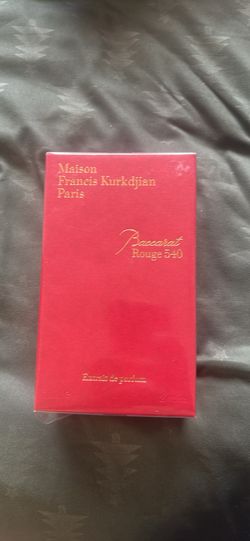 Maison
Francis Kurkdjian
Paris
Baccarat
Rouge 540
Extrait de parfum